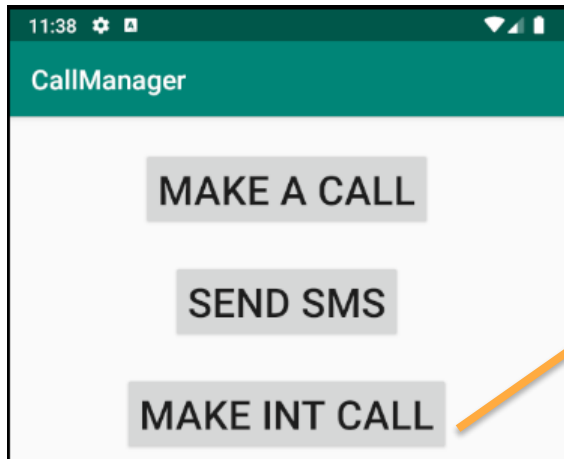 11:38
CallManager
MAKE A CALL
SEND SMS
MAKE INT CALL